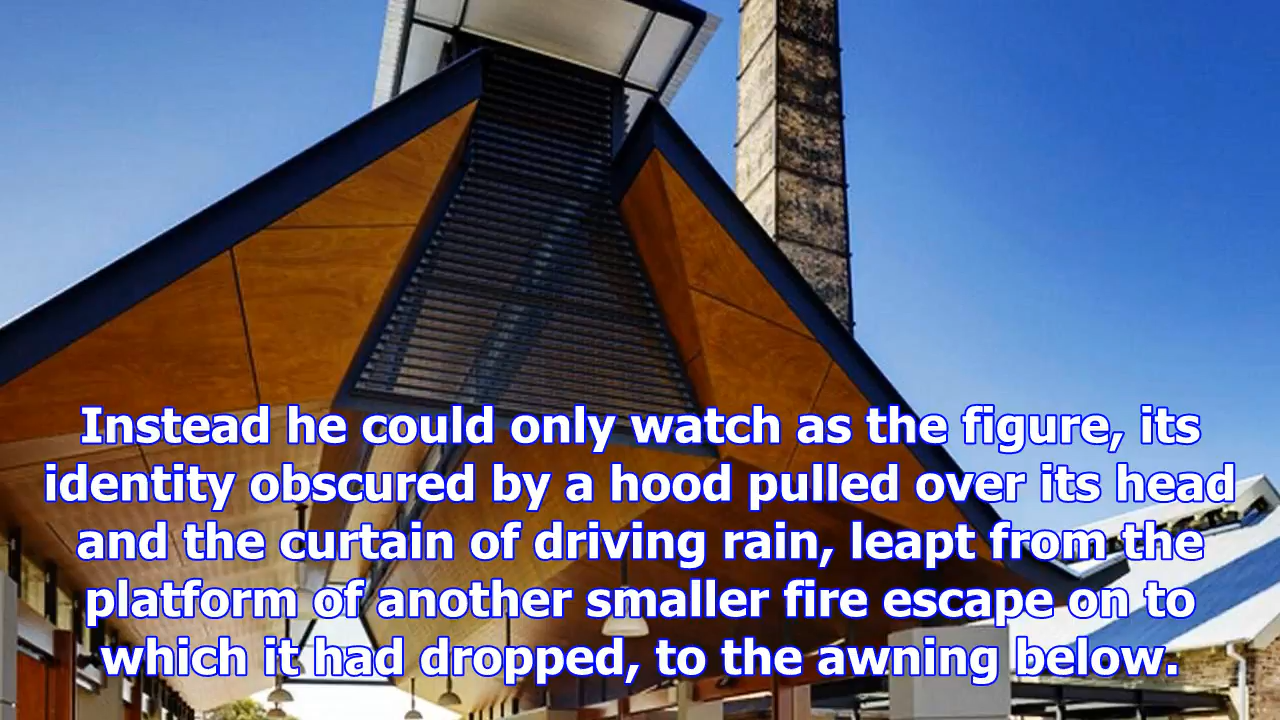 Instead he could only watch as the figure, its
identity obscured by a hood pulled over its head
and the curtain of driving rain, leapt from the
platform of another smaller fire escape on to
which it had dropped, to the awning below.